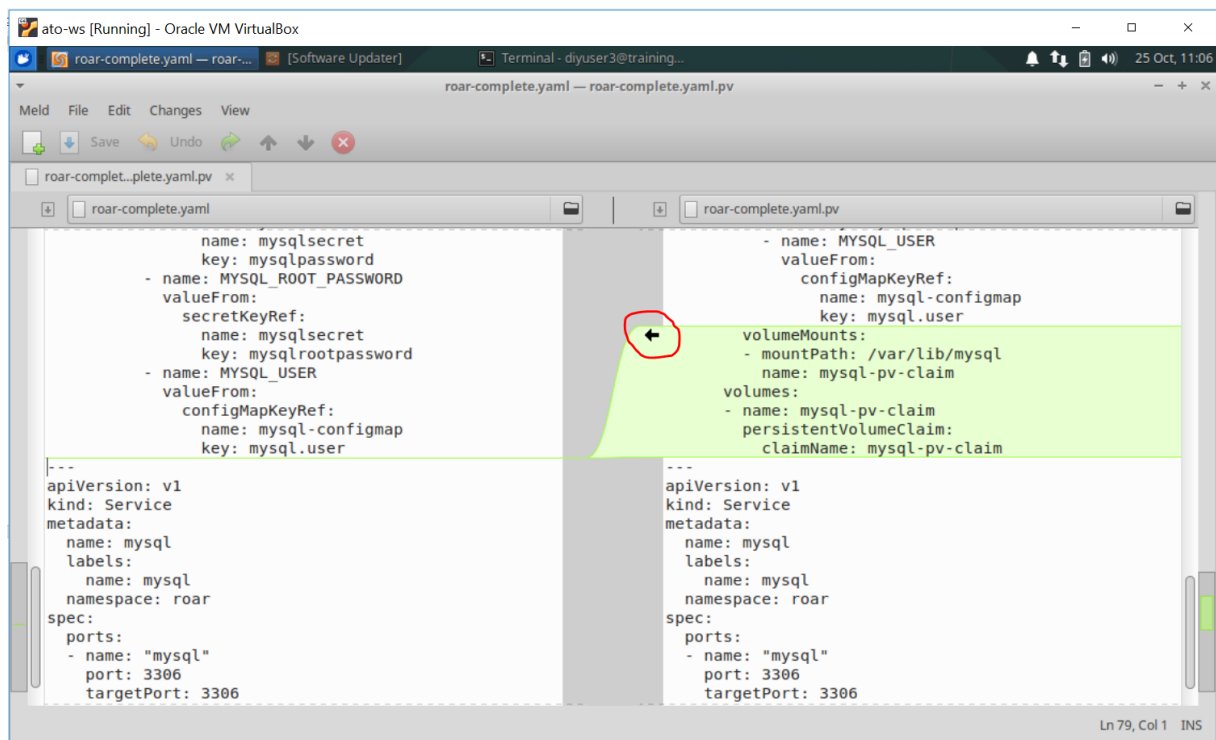 ato-ws [Running] - Oracle VM VirtualBox
roar-complete.yaml — roar-... [Software Updater] Terminal - diyuser3@training... 25 Oct, 11:06
roar-complete.yaml — roar-complete.yaml.pv
Meld File Edit Changes View
Save Undo
roar-complet...plete.yaml.pv
roar-complete.yaml
name: mysqlsecret
key: mysqlpassword
- name: MYSQL_ROOT_PASSWORD
valueFrom:
secretKeyRef:
name: mysqlsecret
key: mysqlrootpassword
- name: MYSQL_USER
valueFrom:
configMapKeyRef:
name: mysql-configmap
key: mysql.user
---
apiVersion: v1
kind: Service
metadata:
name: mysql
labels:
name: mysql
namespace: roar
spec:
ports:
- name: "mysql"
port: 3306
targetPort: 3306
roar-complete.yaml.pv
- name: MYSQL_USER
valueFrom:
configMapKeyRef:
name: mysql-configmap
key: mysql.user
volumeMounts:
- mountPath: /var/lib/mysql
name: mysql-pv-claim
volumes:
- name: mysql-pv-claim
persistentVolumeClaim:
claimName: mysql-pv-claim
---
apiVersion: v1
kind: Service
metadata:
name: mysql
labels:
name: mysql
namespace: roar
spec:
ports:
- name: "mysql"
port: 3306
targetPort: 3306
Ln 79, Col 1 INS